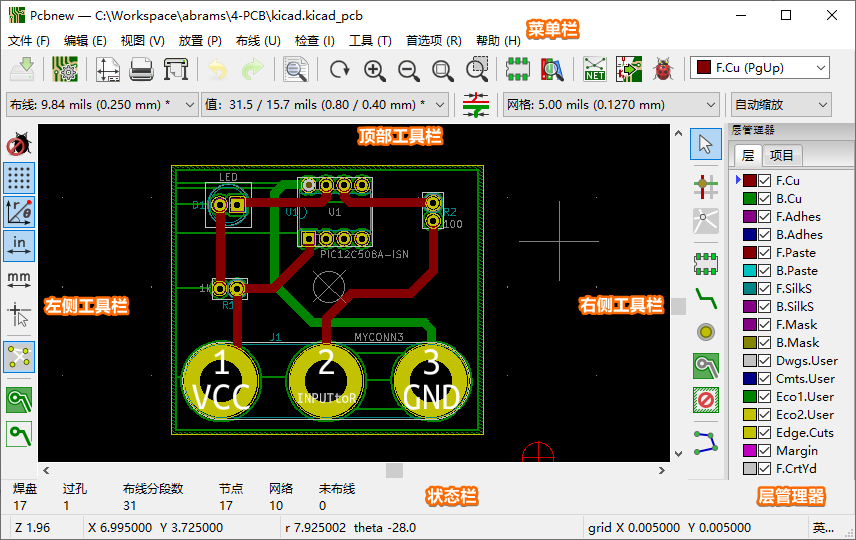 Pcbnew — C:\Workspace\abrams\4-PCB\kicad.kicad_pcb
文件 (F) 编辑 (E) 视图 (V) 放置 (P) 布线 (U) 检查 (I) 工具 (T) 首选项 (R) 帮助 (H) 菜单栏
NET
F.Cu (PgUp)
布线: 9.84 mils (0.250 mm) * 值: 31.5 / 15.7 mils (0.80 / 0.40 mm) * 网格: 5.00 mils (0.1270 mm) 自动缩放
顶部工具栏
层管理器
层 项目
F.Cu
B.Cu
F.Adhes
B.Adhes
F.Paste
B.Paste
F.SilkS
B.SilkS
F.Mask
B.Mask
Dwgs.User
Cmts.User
Eco1.User
Eco2.User
Edge.Cuts
Margin
F.CrtYd
in
mm
LED
D1
U1
V1
R2
100
PIC12C508A-ISN
1K
R1
左侧工具栏
右侧工具栏
J1
MYCONN3
1 2 3
VCC INPUTtoR GND
焊盘 过孔 布线分段数 节点 网络 未布线
17 1 31 17 10 0
状态栏
层管理器
Z 1.96 X 6.995000 Y 3.725000 r 7.925002 theta -28.0 grid X 0.005000 Y 0.005000 英...